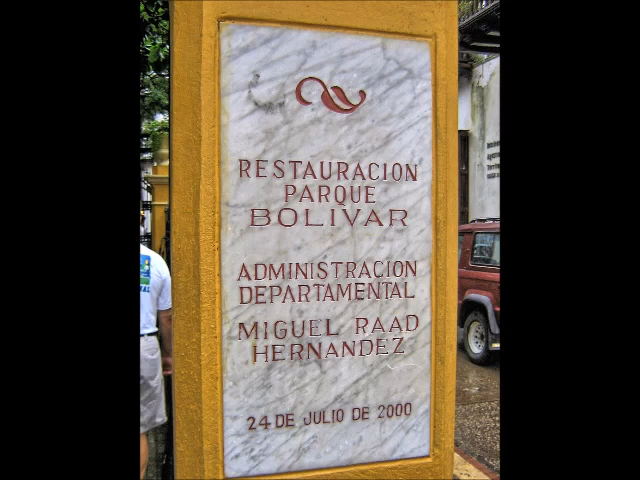 RESTAURACION
PARQUE
BOLIVAR
ADMINISTRACION
DEPARTAMENTAL
MIGUEL RAAD
HERNANDEZ
24 DE JULIO DE 2000